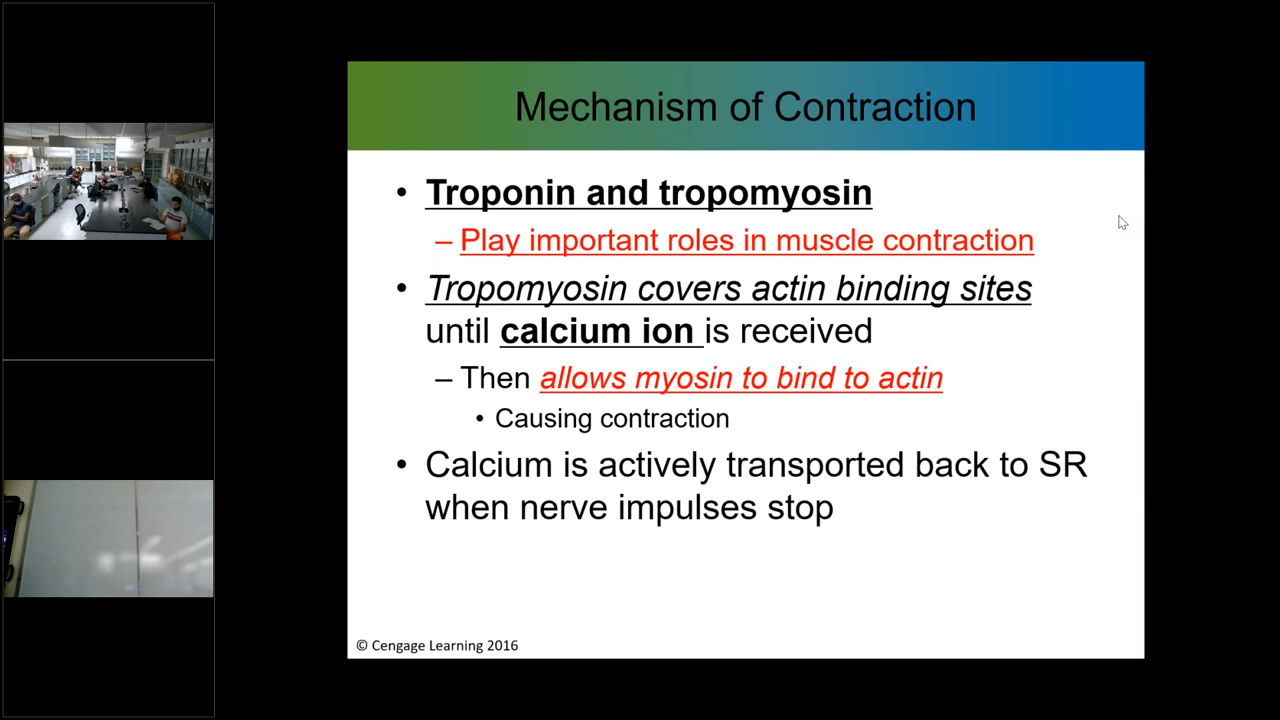 Mechanism of Contraction
• Troponin and tropomyosin
– Play important roles in muscle contraction
• Tropomyosin covers actin binding sites
until calcium ion is received
– Then allows myosin to bind to actin
• Causing contraction
• Calcium is actively transported back to SR
when nerve impulses stop
© Cengage Learning 2016